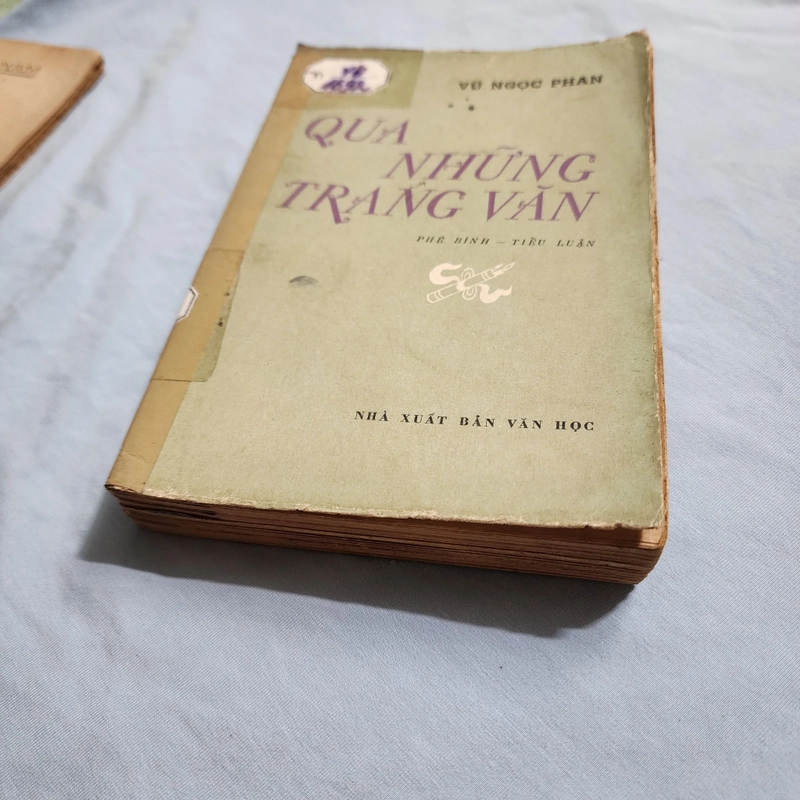 VŨ NGỌC PHAN
QUA
NHỮNG
TRANG VĂN
PHÊ BÌNH — TIỂU LUẬN
NHÀ XUẤT BẢN VĂN HỌC